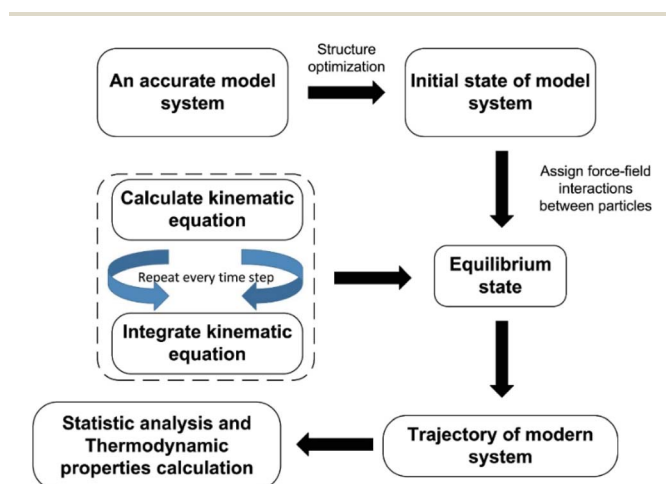 An accurate model
system
Structure
optimization
Initial state of model
system
Assign force-field
interactions
between particles
Calculate kinematic
equation
Repeat every time step
Integrate kinematic
equation
Equilibrium
state
Trajectory of modern
system
Statistic analysis and
Thermodynamic
properties calculation